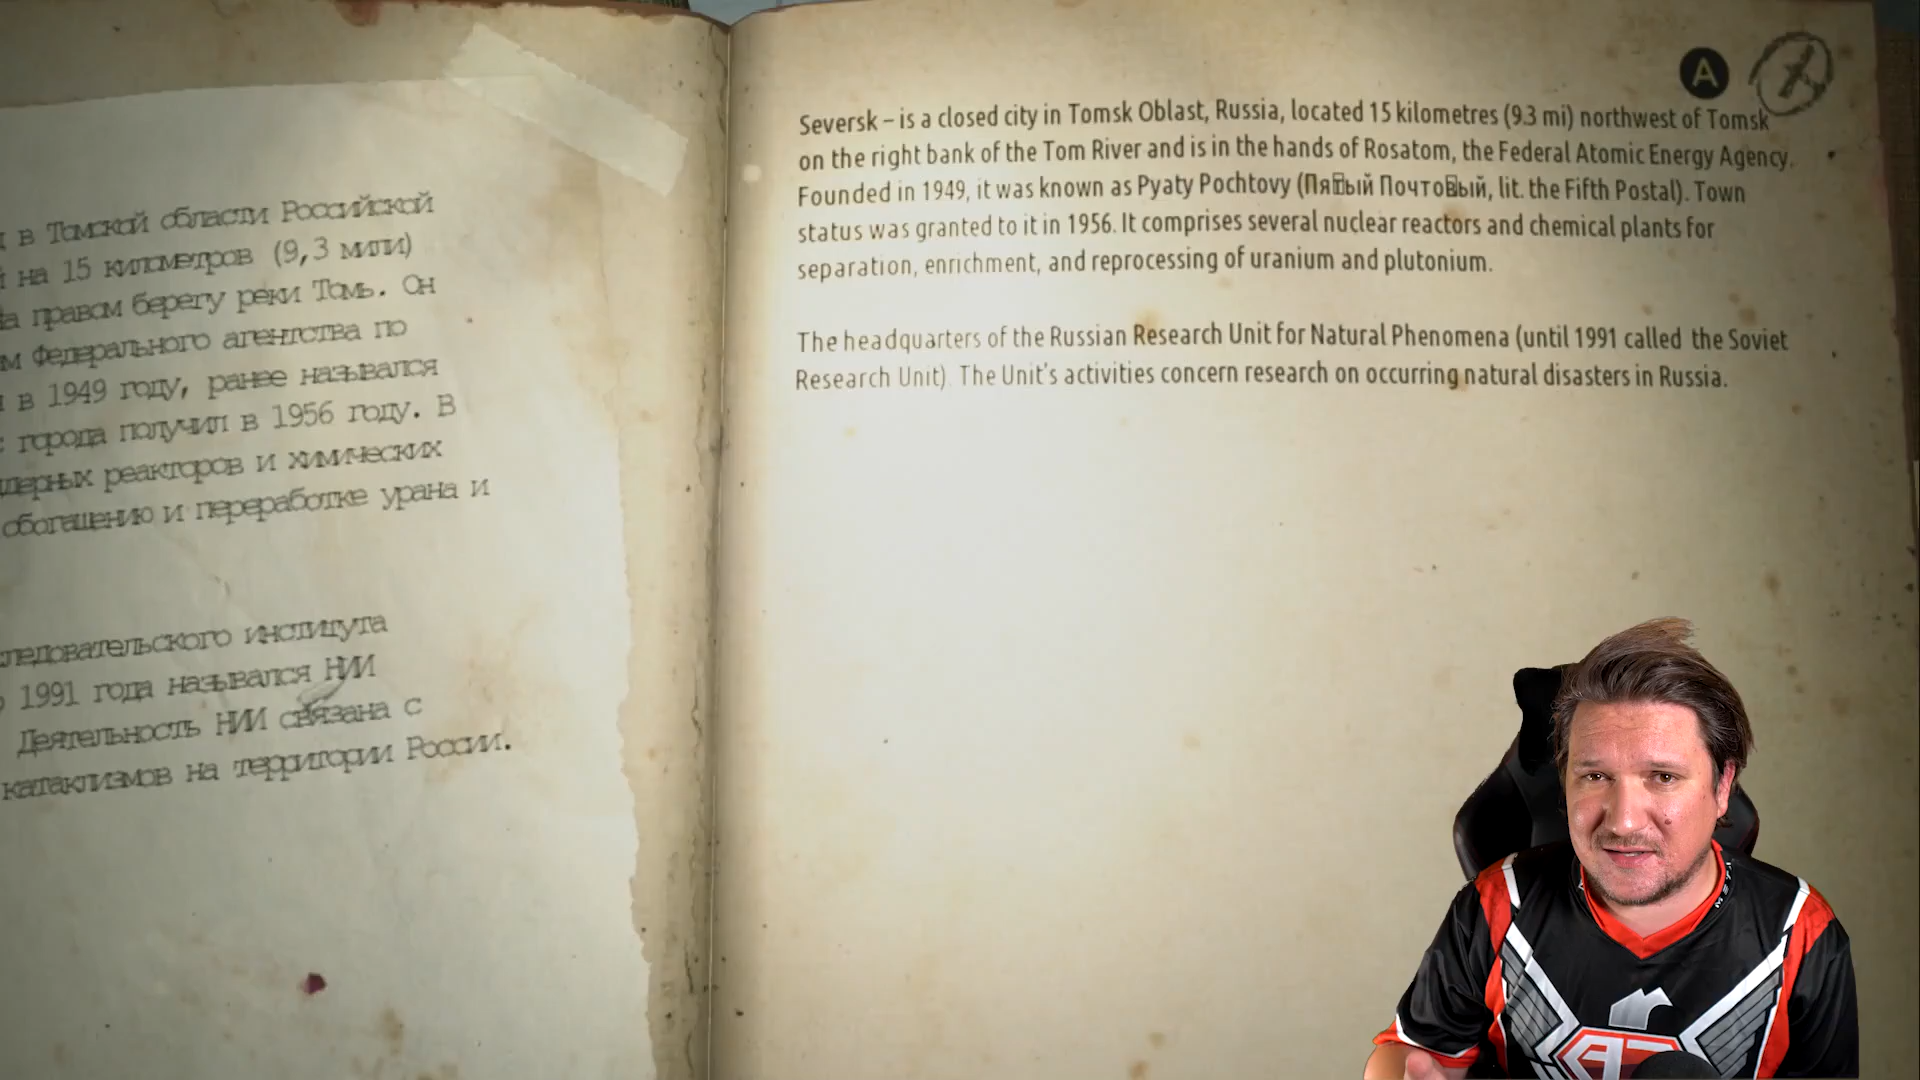 в Томской области Российской
на 15 километров (9,3 мили)
правом берегу реки Томь. Он
Федерального агентства по
в 1949 году, ранее назывался
города получил в 1956 году. В
реакторов и химических
обогащению и переработке урана и
института
1991 года назывался НИИ
Деятельность НИИ связана с
катаклизмов на территории России.
A
Seversk – is a closed city in Tomsk Oblast, Russia, located 15 kilometres (9.3 mi) northwest of Tomsk
on the right bank of the Tom River and is in the hands of Rosatom, the Federal Atomic Energy Agency.
Founded in 1949, it was known as Pyaty Pochtovy (Пятый Почтовый, lit. the Fifth Postal). Town
status was granted to it in 1956. It comprises several nuclear reactors and chemical plants for
separation, enrichment, and reprocessing of uranium and plutonium.
The headquarters of the Russian Research Unit for Natural Phenomena (until 1991 called the Soviet
Research Unit). The Unit's activities concern research on occurring natural disasters in Russia.